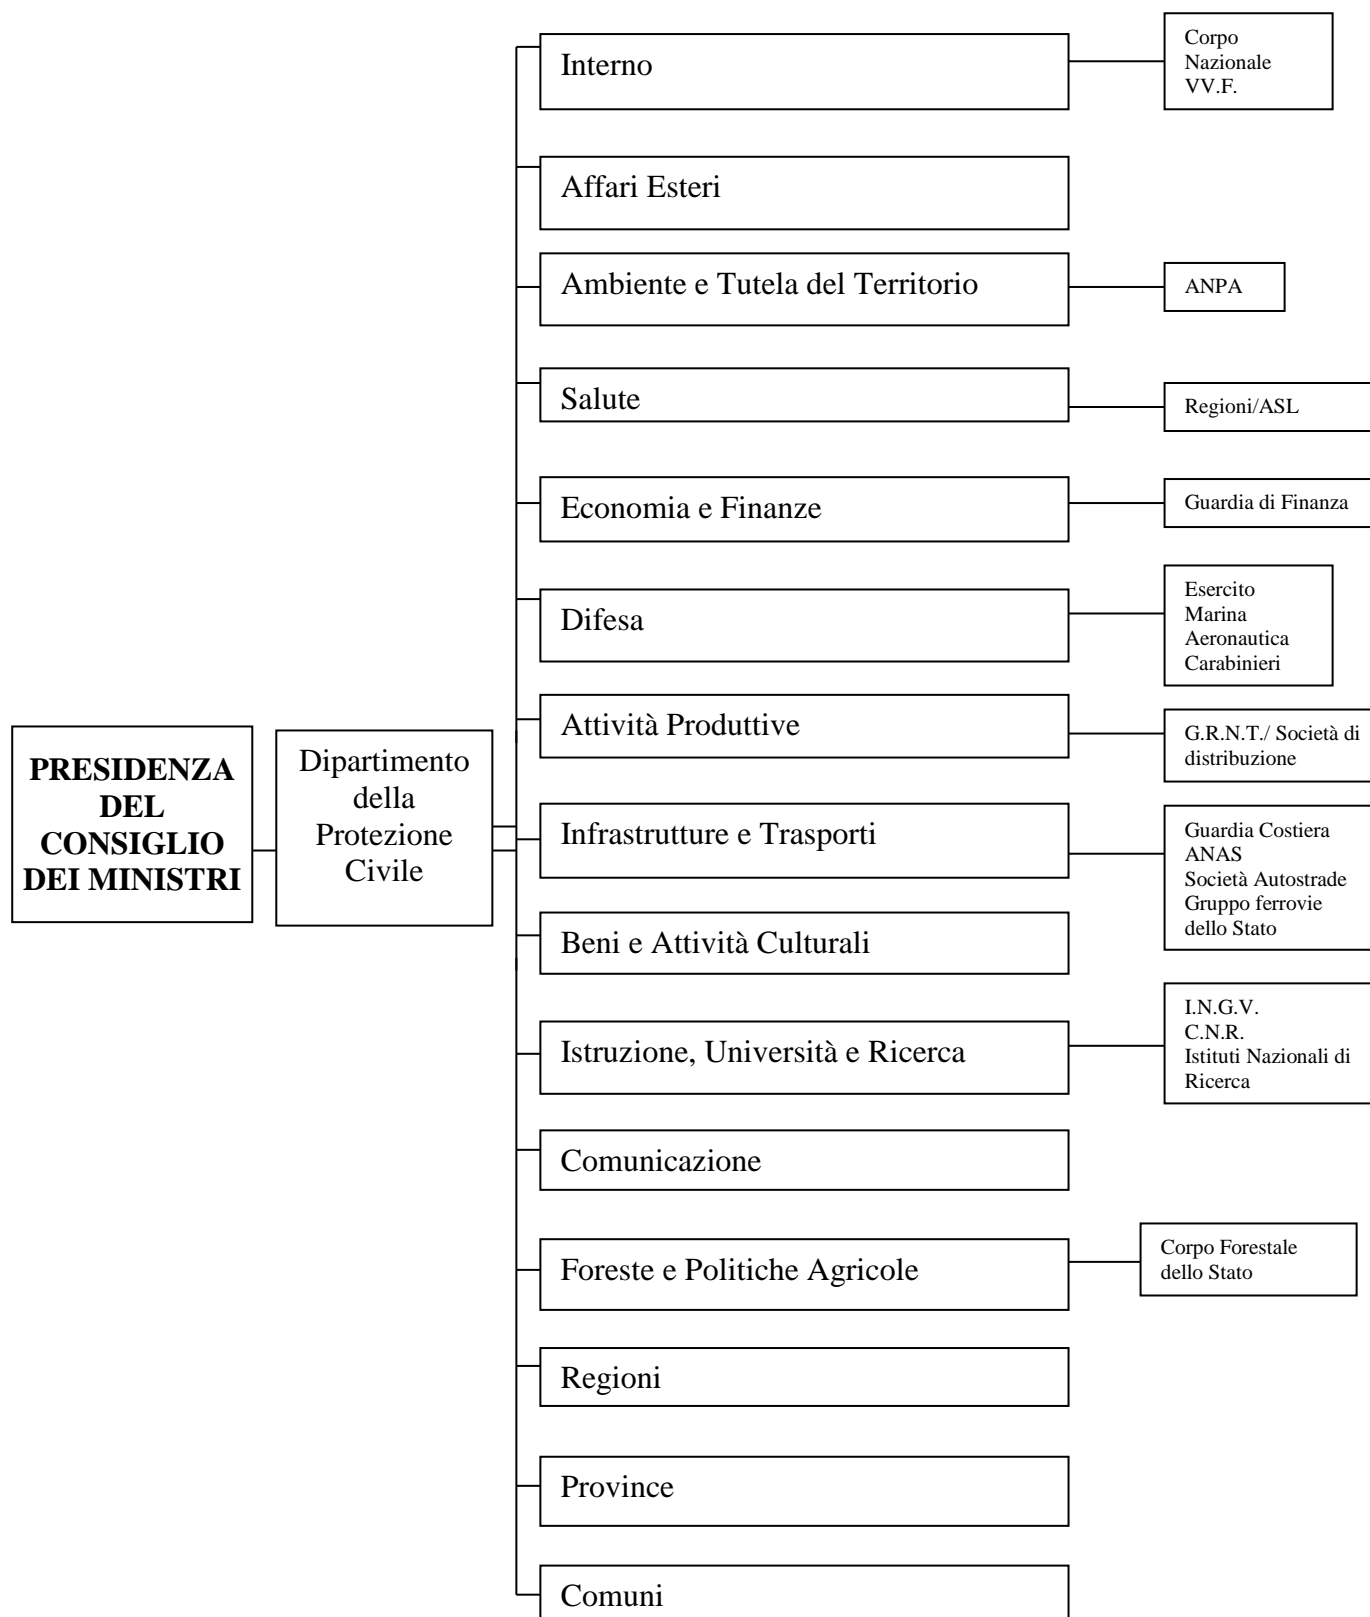 PRESIDENZA
DEL
CONSIGLIO
DEI MINISTRI
Dipartimento
della
Protezione
Civile
Interno
Corpo
Nazionale
VV.F.
Affari Esteri
Ambiente e Tutela del Territorio
ANPA
Salute
Regioni/ASL
Economia e Finanze
Guardia di Finanza
Difesa
Esercito
Marina
Aeronautica
Carabinieri
Attività Produttive
G.R.N.T./ Società di
distribuzione
Infrastrutture e Trasporti
Guardia Costiera
ANAS
Società Autostrade
Gruppo ferrovie
dello Stato
Beni e Attività Culturali
Istruzione, Università e Ricerca
I.N.G.V.
C.N.R.
Istituti Nazionali di
Ricerca
Comunicazione
Foreste e Politiche Agricole
Corpo Forestale
dello Stato
Regioni
Province
Comuni